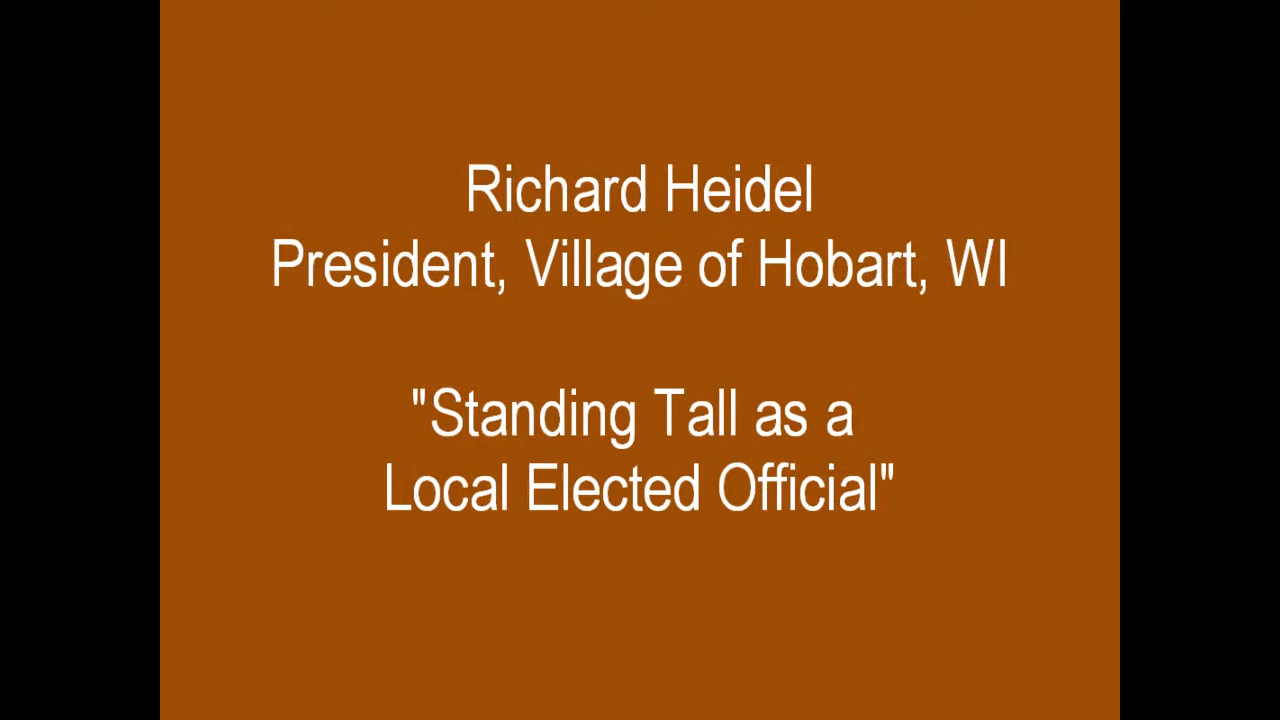 Richard Heidel
President, Village of Hobart, WI
"Standing Tall as a
Local Elected Official"